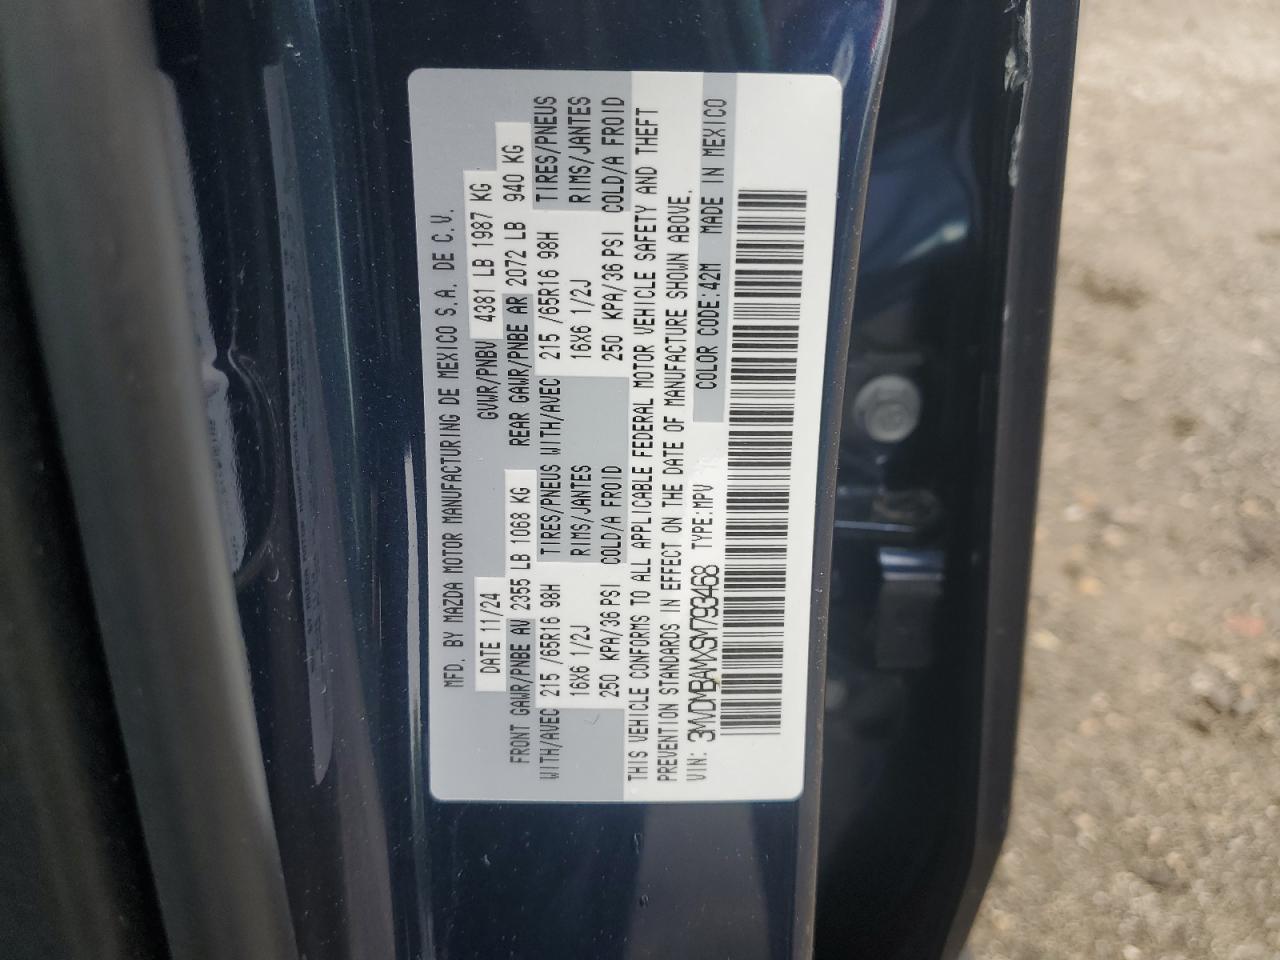 MFD. BY MAZDA MOTOR MANUFACTURING DE MEXICO S.A. DE C.V.
DATE 11/24 GVWR/PNBV 4381 LB 1987 KG
FRONT GAWR/PNBE AV 2355 LB 1068 KG REAR GAWR/PNBE AR 2072 LB 940 KG
WITH/AVEC 215 /65R16 98H TIRES/PNEUS WITH/AVEC 215 /65R16 98H TIRES/PNEUS
16X6 1/2J RIMS/JANTES 16X6 1/2J RIMS/JANTES
250 KPA/36 PSI COLD/A FROID 250 KPA/36 PSI COLD/A FROID
THIS VEHICLE CONFORMS TO ALL APPLICABLE FEDERAL MOTOR VEHICLE SAFETY AND THEFT
PREVENTION STANDARDS IN EFFECT ON THE DATE OF MANUFACTURE SHOWN ABOVE.
VIN: 3MVDMBAMXSM793468 TYPE:MPV COLOR CODE:42M MADE IN MEXICO